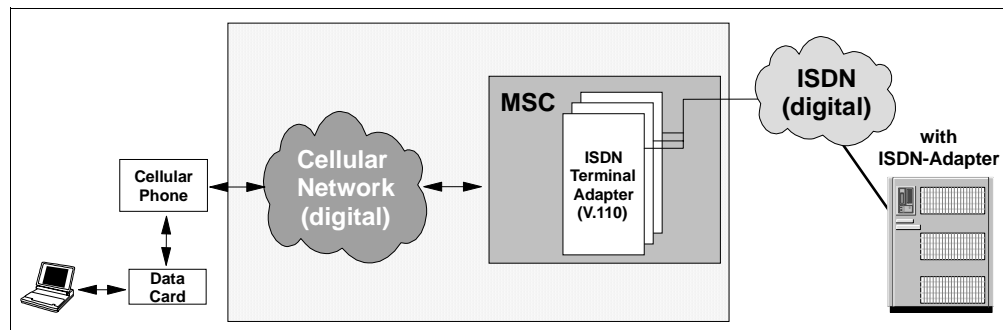 Cellular
Phone
Data
Card
Cellular
Network
(digital)
MSC
ISDN
Terminal
Adapter
(V.110)
ISDN
(digital)
with
ISDN-Adapter